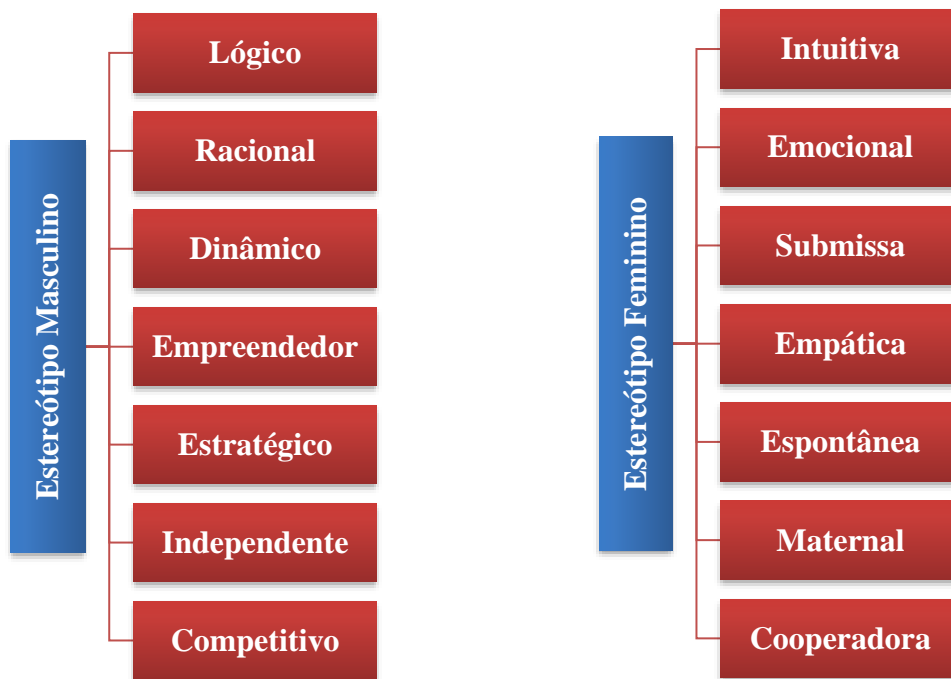 Estereótipo Masculino
Lógico
Racional
Dinâmico
Empreendedor
Estratégico
Independente
Competitivo
Estereótipo Feminino
Intuitiva
Emocional
Submissa
Empática
Espontânea
Maternal
Cooperadora